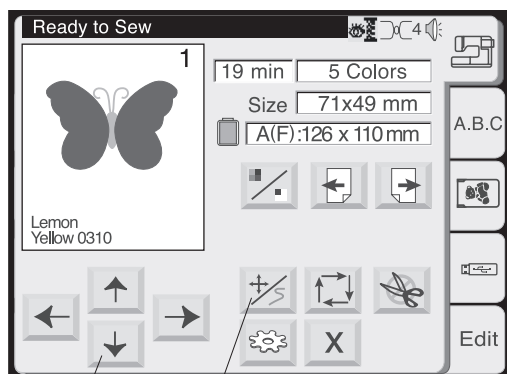 Ready to Sew
4
1
19 min
5 Colors
Size
71x49 mm
A(F):126 x 110 mm
Lemon
Yellow 0310
X
A.B.C
Edit